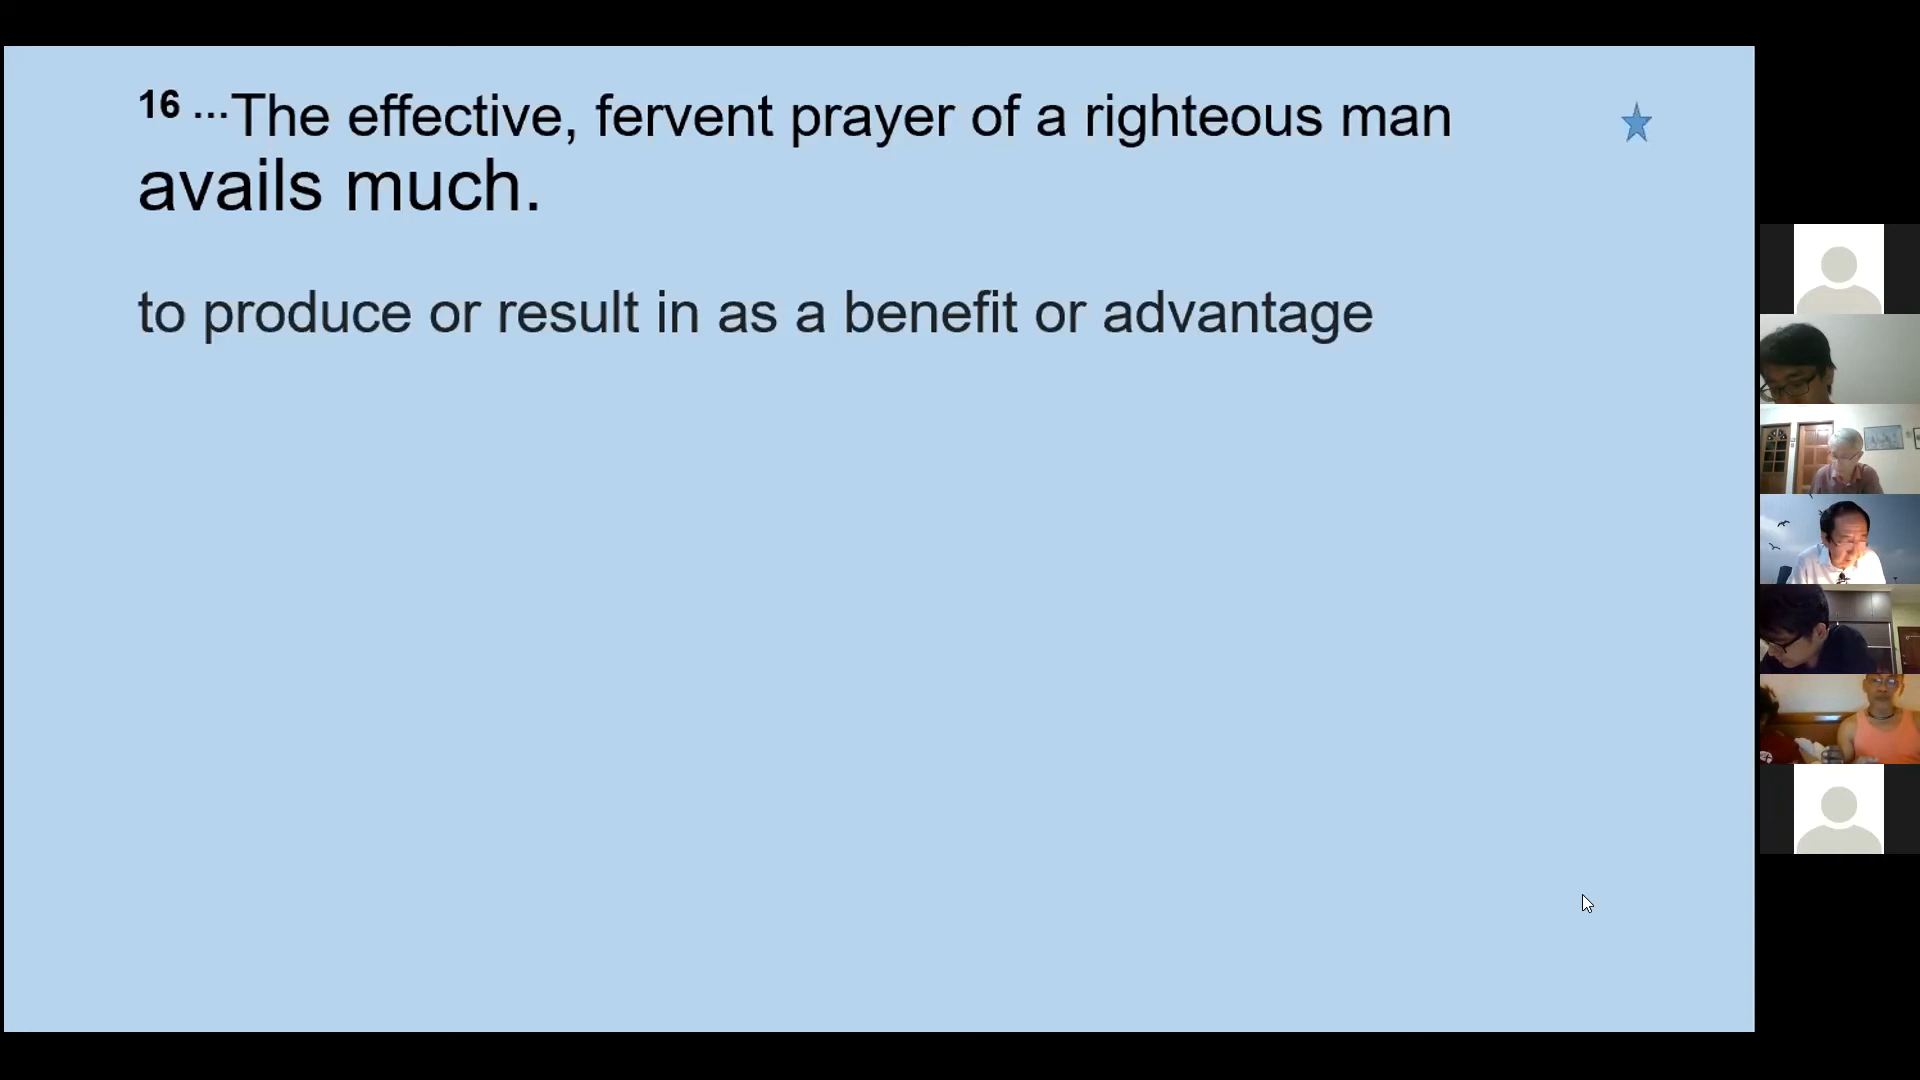 16 ...The effective, fervent prayer of a righteous man
avails much.
to produce or result in as a benefit or advantage